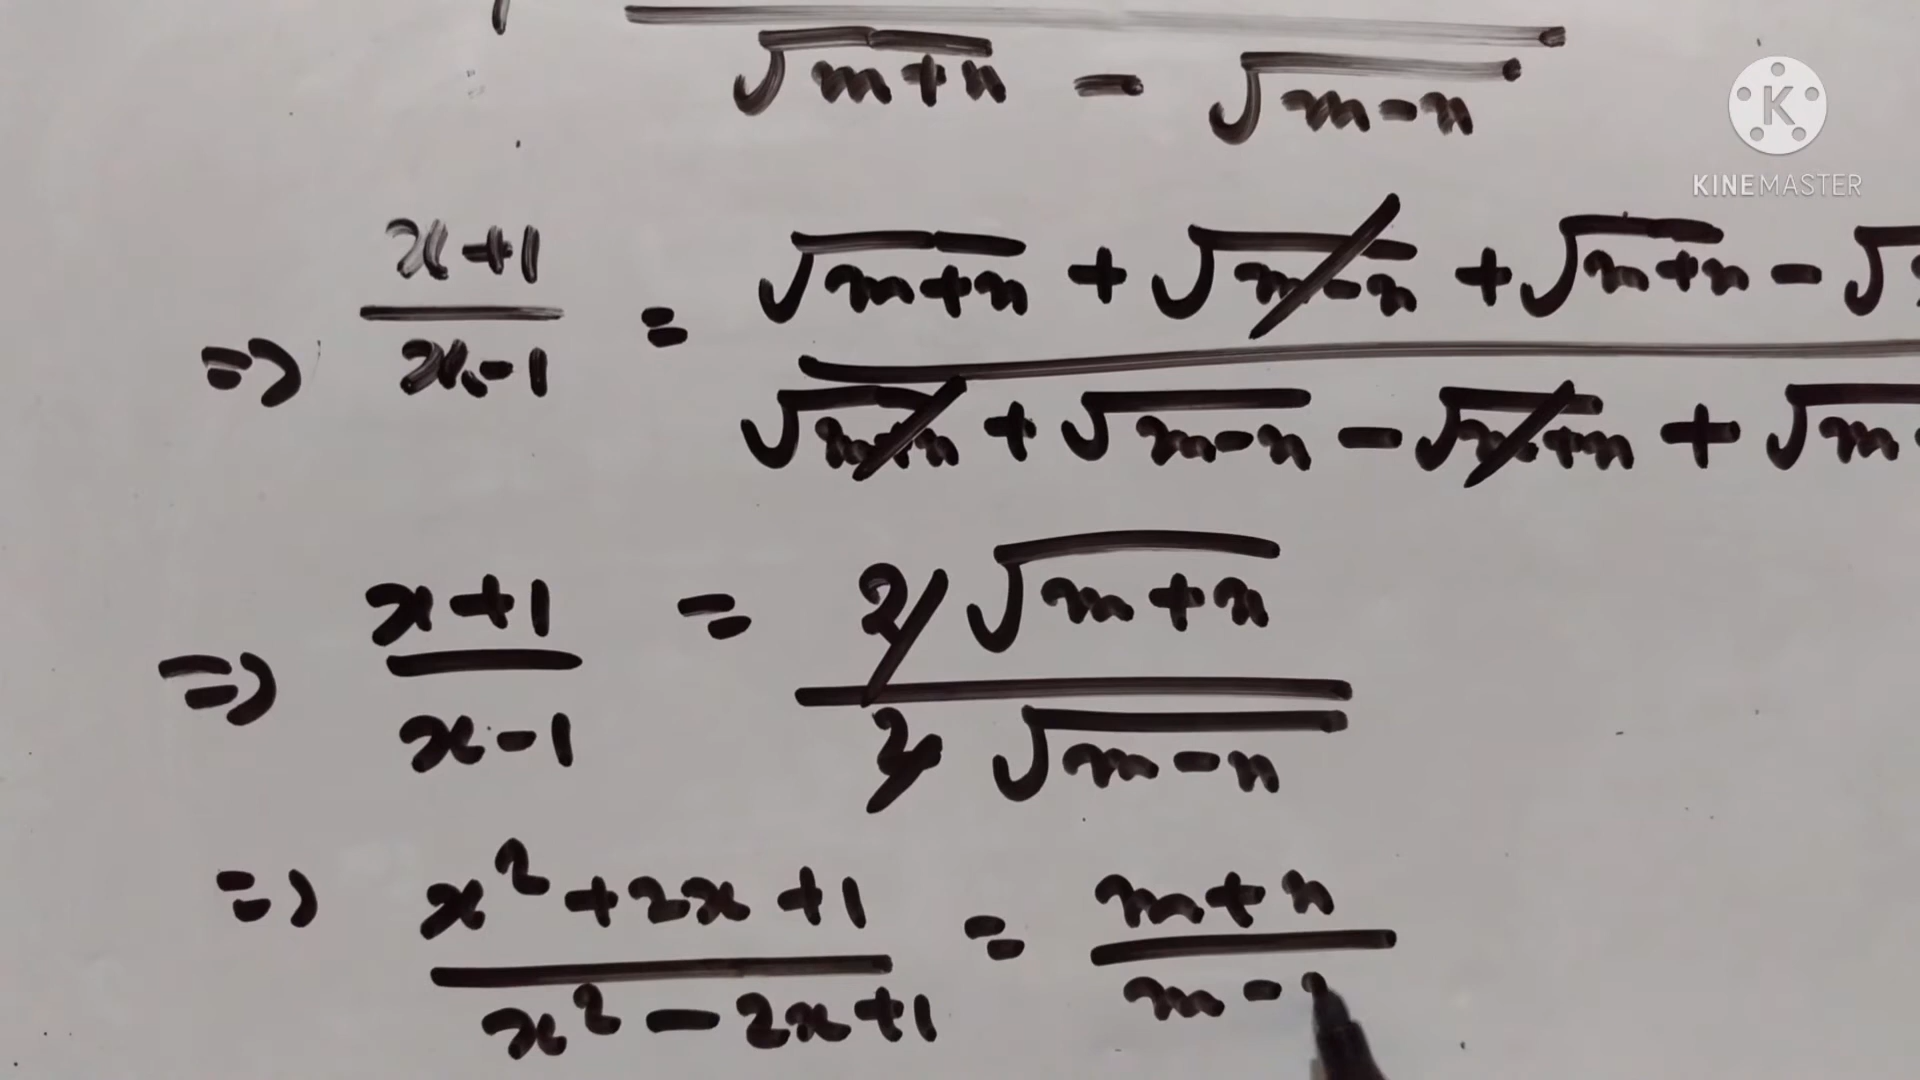 √m+n - √m-n
K
KINEMASTER
=> x+1/x-1 = √m+n + √m-n + √m+n - √/√m+n + √m-n - √m+n + √m
=> x+1/x-1 = 2√m+n/2√m-n
=> x²+2x+1/x²-2x+1 = m+n/m-